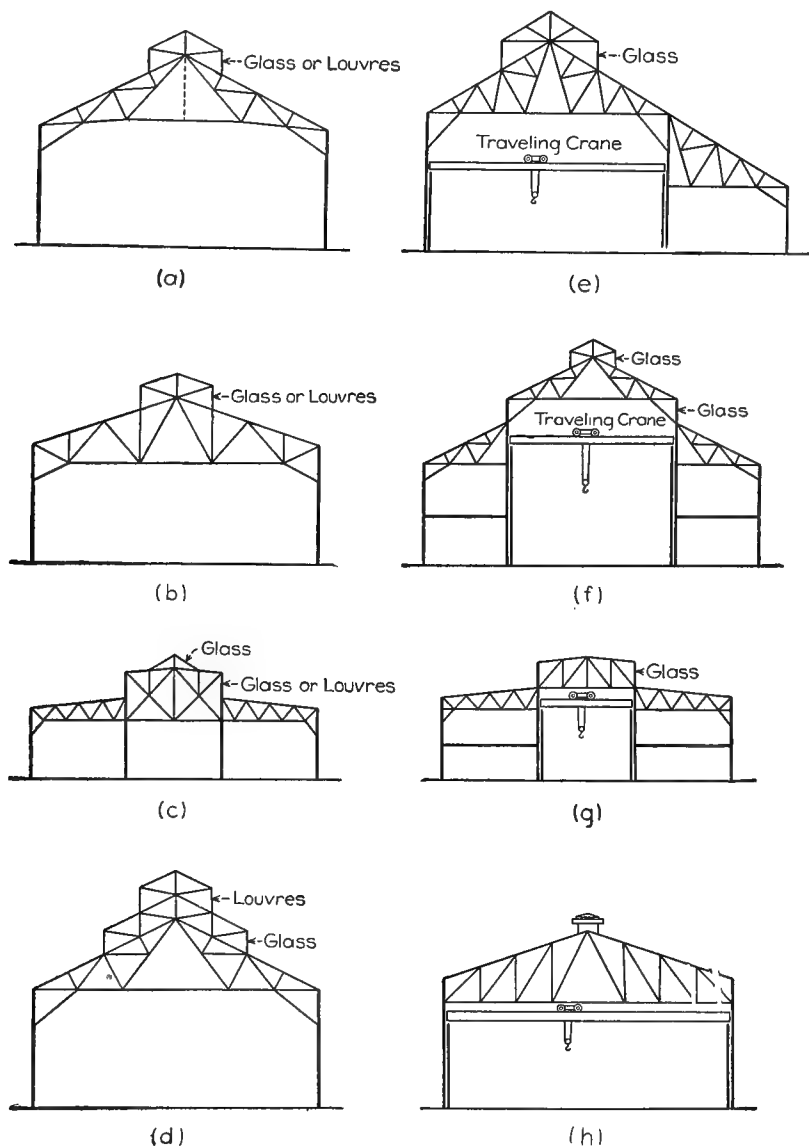 Glass or Louvres
(a)
Glass
Traveling Crane
(e)
Glass or Louvres
(b)
Glass
Glass
Traveling Crane
(f)
Glass
Glass or Louvres
(c)
Glass
(g)
Louvres
Glass
(d)
(h)